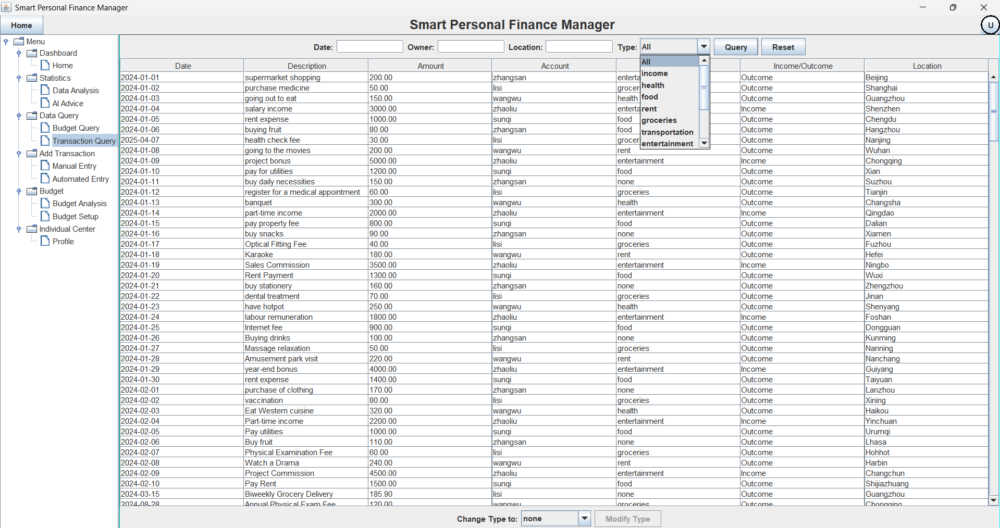 Smart Personal Finance Manager
Home Smart Personal Finance Manager U
Menu
Dashboard
Home
Statistics
Data Analysis
AI Advice
Data Query
Budget Query
Transaction Query
Add Transaction
Manual Entry
Automated Entry
Budget
Budget Analysis
Budget Setup
Individual Center
Profile
Date: Owner: Location: Type: All Query Reset
All
income
health
food
rent
groceries
transportation
entertainment
Date Description Amount Account Income/Outcome Location
2024-01-01 supermarket shopping 200.00 zhangsan enterta Outcome Beijing
2024-01-02 purchase medicine 50.00 lisi grocer Outcome Shanghai
2024-01-03 going out to eat 150.00 wangwu health Outcome Guangzhou
2024-01-04 salary income 3000.00 zhaoliu enterta Income Shenzhen
2024-01-05 rent expense 1000.00 sunqi food Outcome Chengdu
2024-01-06 buying fruit 80.00 zhangsan food Outcome Hangzhou
2025-04-07 health check fee 30.00 lisi grocer Outcome Nanjing
2024-01-08 going to the movies 200.00 wangwu rent Outcome Wuhan
2024-01-09 project bonus 5000.00 zhaoliu entertainment Income Chongqing
2024-01-10 pay for utilities 1200.00 sunqi food Outcome Xian
2024-01-11 buy daily necessities 150.00 zhangsan none Outcome Suzhou
2024-01-12 register for a medical appointment 60.00 lisi groceries Outcome Tianjin
2024-01-13 banquet 300.00 wangwu health Outcome Changsha
2024-01-14 part-time income 2000.00 zhaoliu entertainment Income Qingdao
2024-01-15 pay property fee 800.00 sunqi food Outcome Dalian
2024-01-16 buy snacks 90.00 zhangsan none Outcome Xiamen
2024-01-17 Optical Fitting Fee 40.00 lisi groceries Outcome Fuzhou
2024-01-18 Karaoke 180.00 wangwu rent Outcome Hefei
2024-01-19 Sales Commission 3500.00 zhaoliu entertainment Income Ningbo
2024-01-20 Rent Payment 1300.00 sunqi food Outcome Wuxi
2024-01-21 buy stationery 160.00 zhangsan none Outcome Zhengzhou
2024-01-22 dental treatment 70.00 lisi groceries Outcome Jinan
2024-01-23 have hotpot 250.00 wangwu health Outcome Shenyang
2024-01-24 labour remuneration 1800.00 zhaoliu entertainment Income Foshan
2024-01-25 Internet fee 900.00 sunqi food Outcome Dongguan
2024-01-26 Buying drinks 100.00 zhangsan none Outcome Kunming
2024-01-27 Massage relaxation 50.00 lisi groceries Outcome Nanning
2024-01-28 Amusement park visit 220.00 wangwu rent Outcome Nanchang
2024-01-29 year-end bonus 4000.00 zhaoliu entertainment Income Guiyang
2024-01-30 rent expense 1400.00 sunqi food Outcome Taiyuan
2024-02-01 purchase of clothing 170.00 zhangsan none Outcome Lanzhou
2024-02-02 vaccination 80.00 lisi groceries Outcome Xining
2024-02-03 Eat Western cuisine 320.00 wangwu health Outcome Haikou
2024-02-04 Part-time income 2200.00 zhaoliu entertainment Income Yinchuan
2024-02-05 Pay utilities 1000.00 sunqi food Outcome Urumqi
2024-02-06 Buy fruit 110.00 zhangsan none Outcome Lhasa
2024-02-07 Physical Examination Fee 60.00 lisi groceries Outcome Hohhot
2024-02-08 Watch a Drama 240.00 wangwu rent Outcome Harbin
2024-02-09 Project Commission 4500.00 zhaoliu entertainment Income Changchun
2024-02-10 Pay Rent 1500.00 sunqi food Outcome Shijiazhuang
2024-03-15 Biweekly Grocery Delivery 185.90 lisi none Outcome Guangzhou
2024-08-28 Annual Physical Exam Fee 120.00 wangwu groceries Outcome Chongqing
Change Type to: none Modify Type